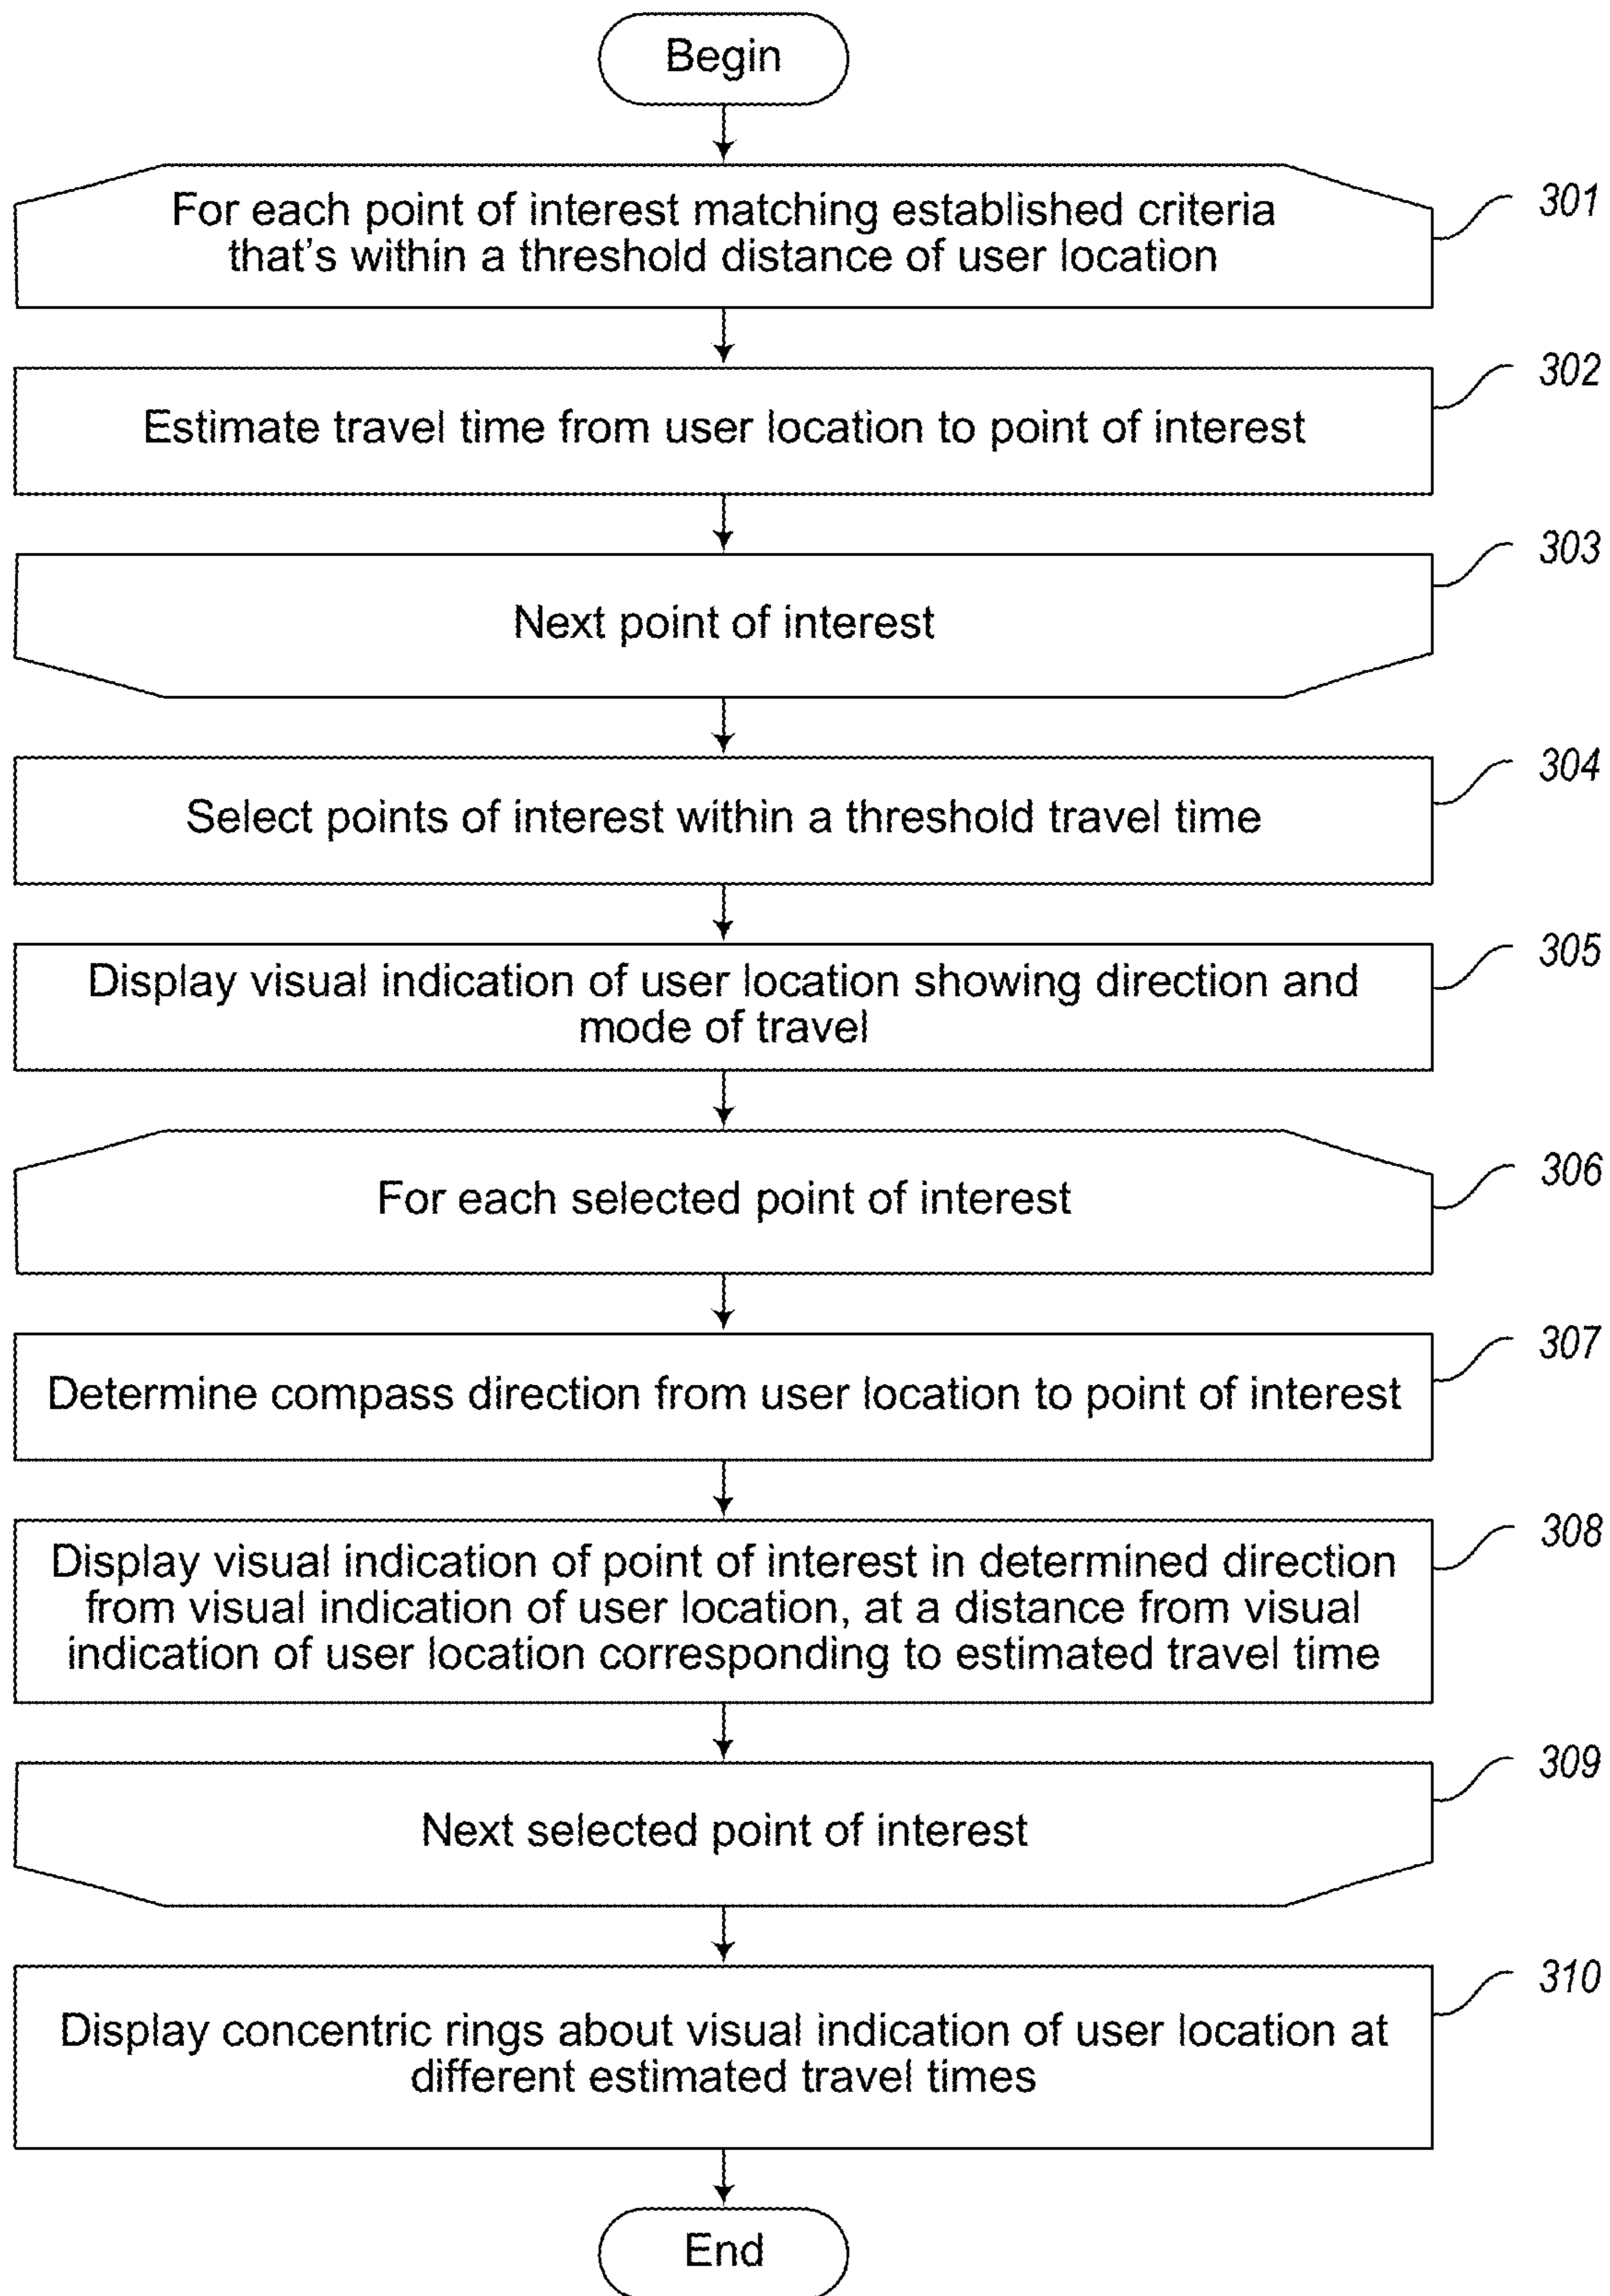 Begin
For each point of interest matching established criteria
that's within a threshold distance of user location
301
Estimate travel time from user location to point of interest
302
Next point of interest
303
Select points of interest within a threshold travel time
304
Display visual indication of user location showing direction and
mode of travel
305
For each selected point of interest
306
Determine compass direction from user location to point of interest
307
Display visual indication of point of interest in determined direction
from visual indication of user location, at a distance from visual
indication of user location corresponding to estimated travel time
308
Next selected point of interest
309
Display concentric rings about visual indication of user location at
different estimated travel times
310
End